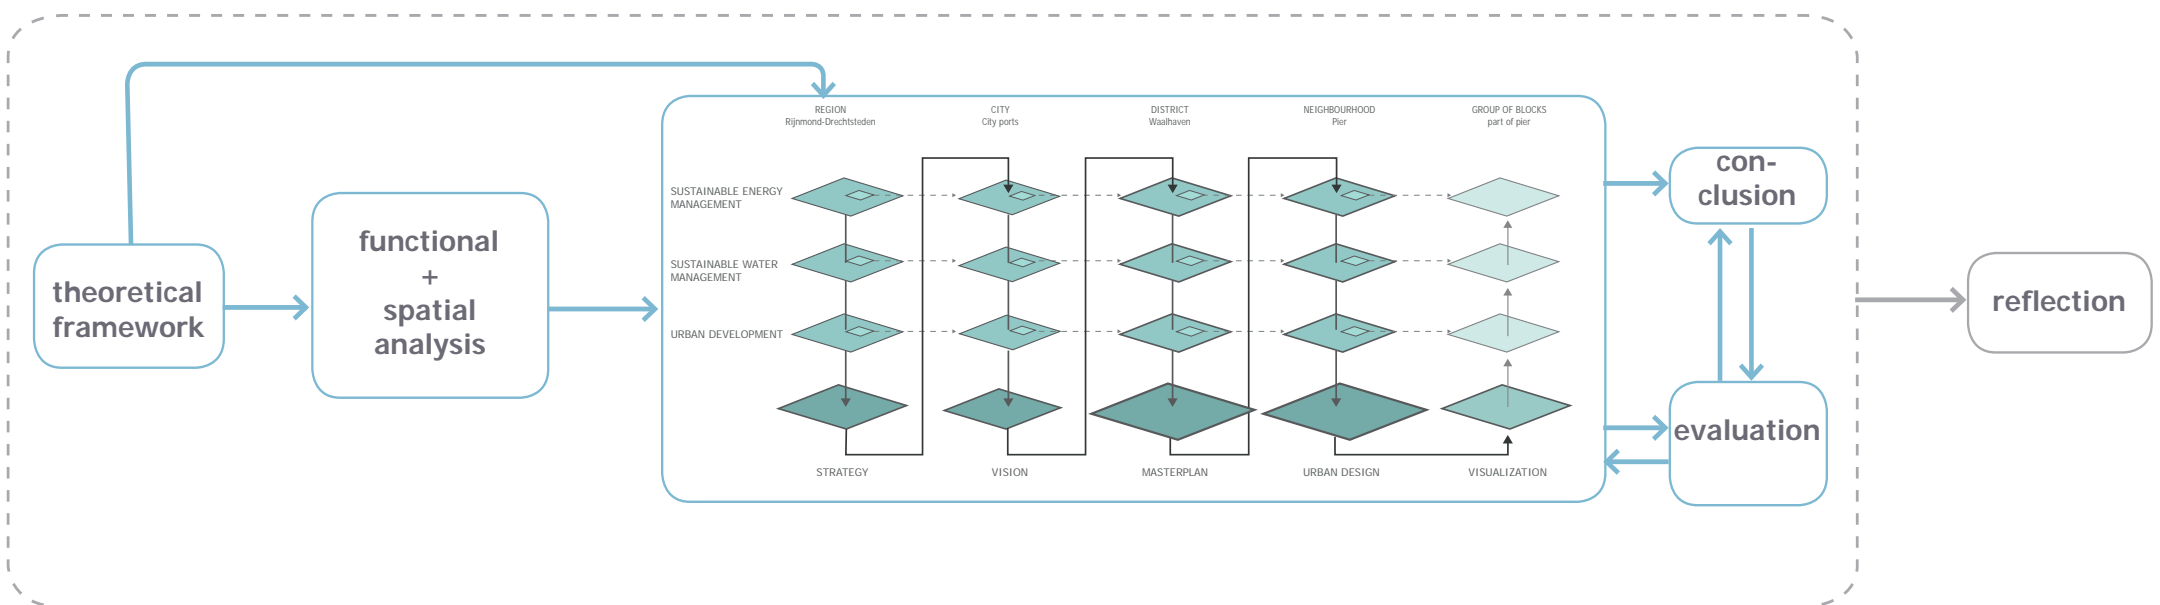 theoretical
framework
functional
+
spatial
analysis
REGION
Rijnmond-Drechtsteden
CITY
City ports
DISTRICT
Waalhaven
NEIGHBOURHOOD
Pier
GROUP OF BLOCKS
part of pier
SUSTAINABLE ENERGY
MANAGEMENT
SUSTAINABLE WATER
MANAGEMENT
URBAN DEVELOPMENT
STRATEGY
VISION
MASTERPLAN
URBAN DESIGN
VISUALIZATION
con-
clusion
evaluation
reflection